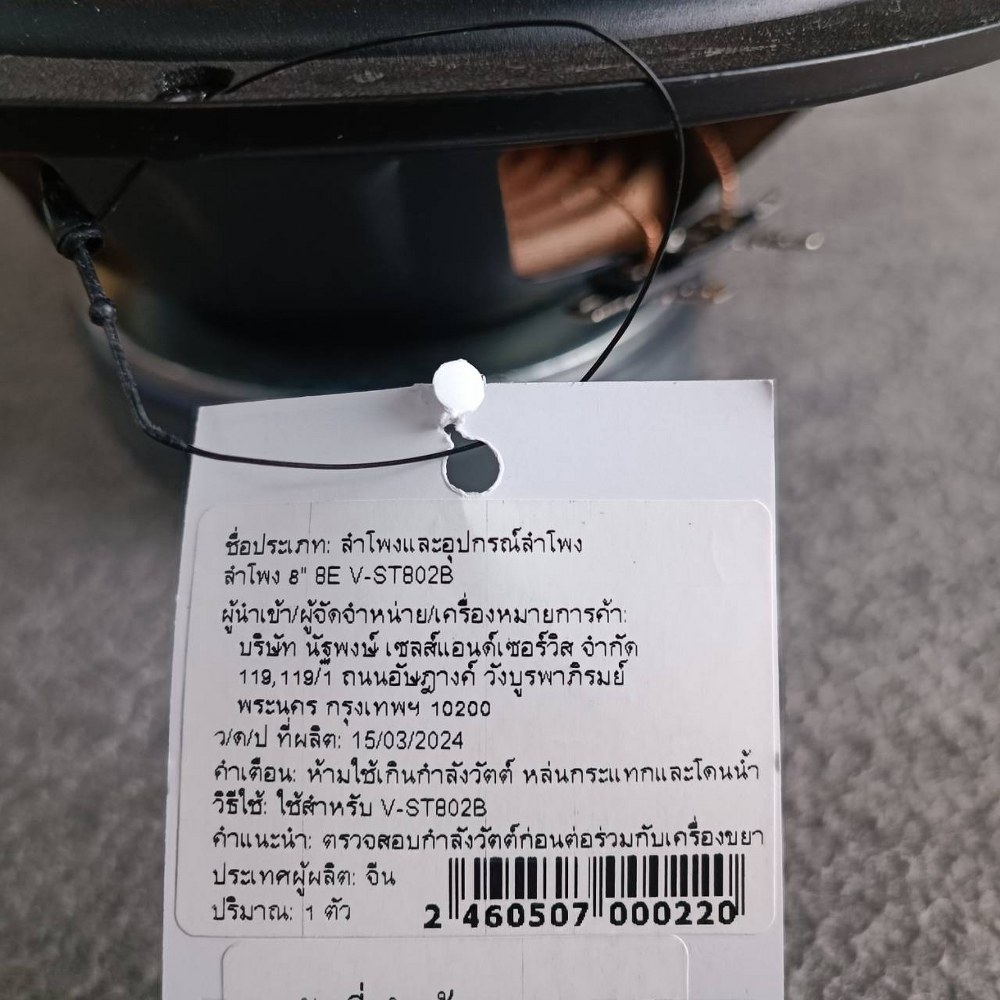 ชื่อประเภท: ลำโพงและอุปกรณ์ลำโพง
ลำโพง 8" 8E V-ST802B
ผู้นำเข้า/ผู้จัดจำหน่าย/เครื่องหมายการค้า:
บริษัท นัฐพงษ์ เซลส์แอนด์เซอร์วิส จำกัด
119,119/1 ถนนอัษฎางค์ วังบูรพาภิรมย์
พระนคร กรุงเทพฯ 10200
ว/ด/ป ที่ผลิต: 15/03/2024
คำเตือน: ห้ามใช้เกินกำลังวัตต์ หล่นกระแทกและโดนน้ำ
วิธีใช้: ใช้สำหรับ V-ST802B
คำแนะนำ: ตรวจสอบกำลังวัตต์ก่อนต่อร่วมกับเครื่องขยา
ประเทศผู้ผลิต: จีน
ปริมาณ: 1 ตัว
2 460507 000220